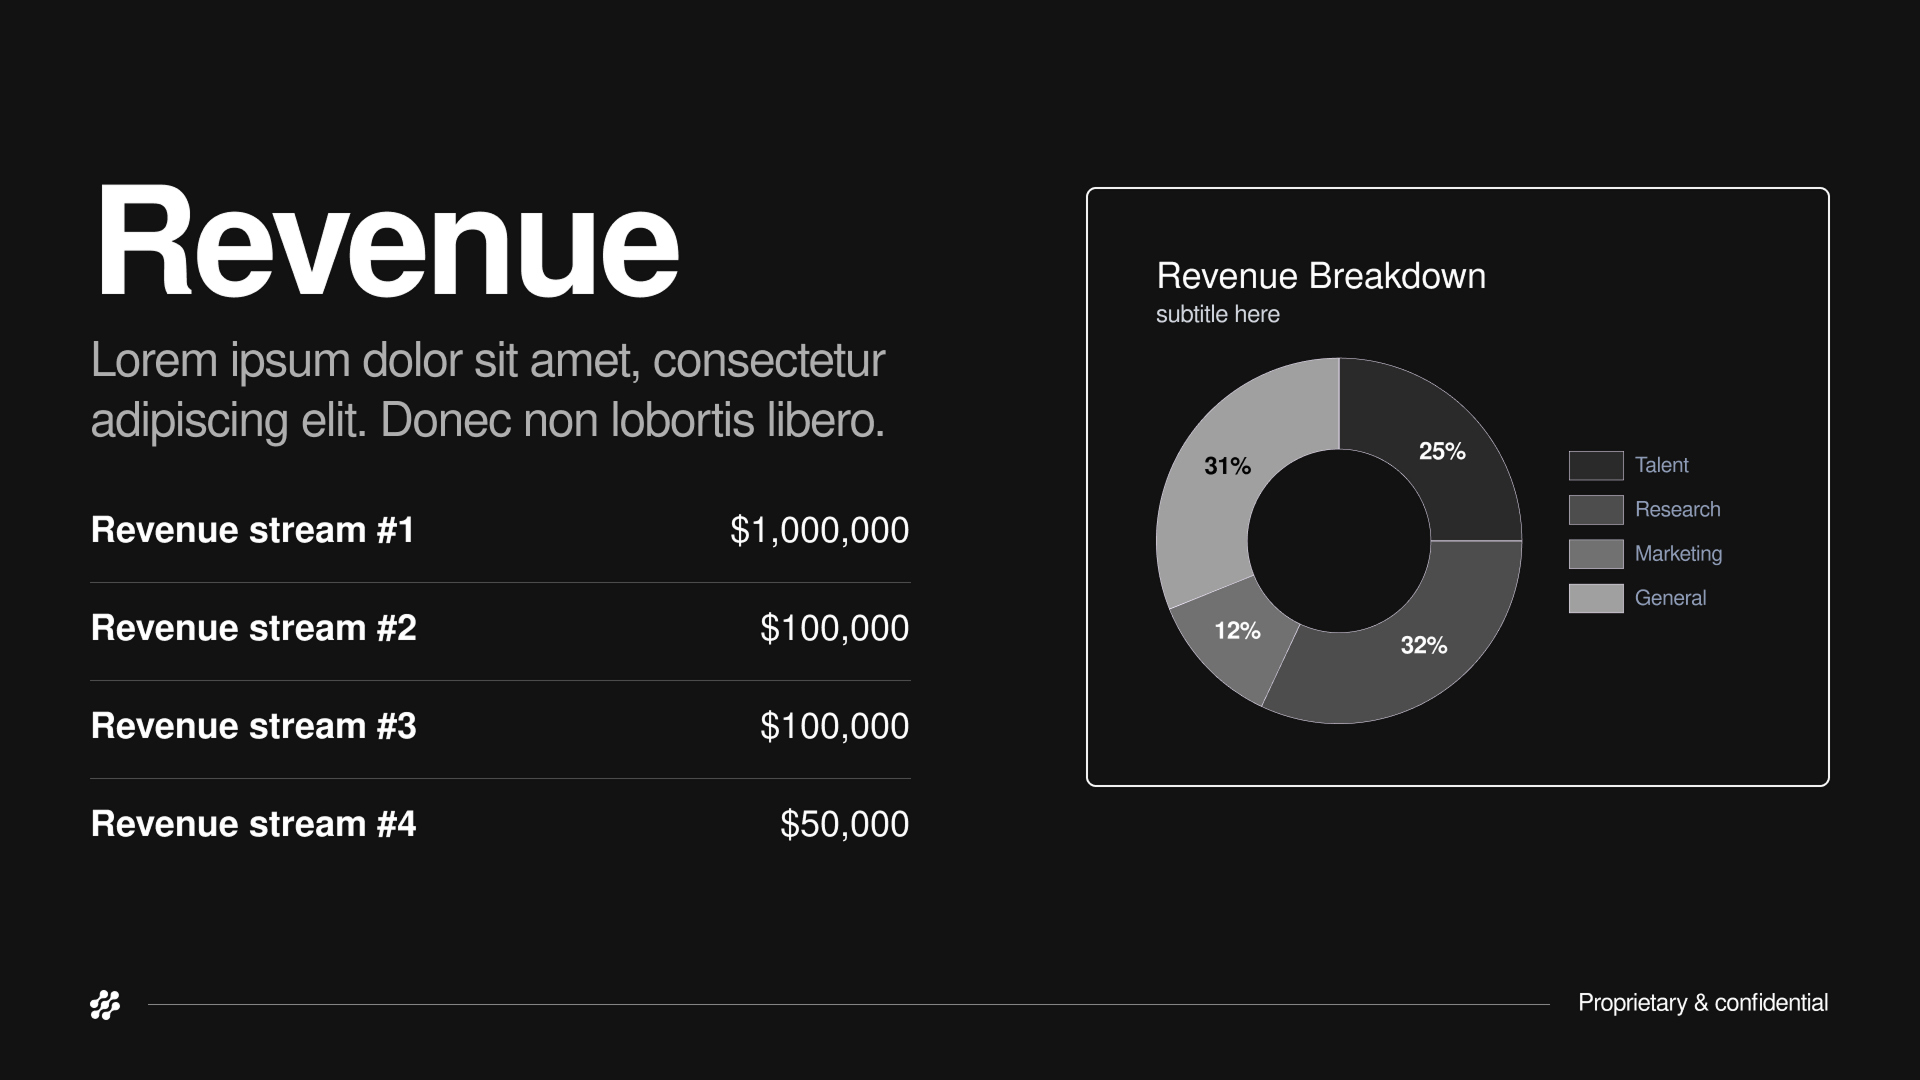 Revenue
Lorem ipsum dolor sit amet, consectetur
adipiscing elit. Donec non lobortis libero.
Revenue stream #1 $1,000,000
Revenue stream #2 $100,000
Revenue stream #3 $100,000
Revenue stream #4 $50,000
Revenue Breakdown
subtitle here
25%
31%
12%
32%
Talent
Research
Marketing
General
Proprietary & confidential